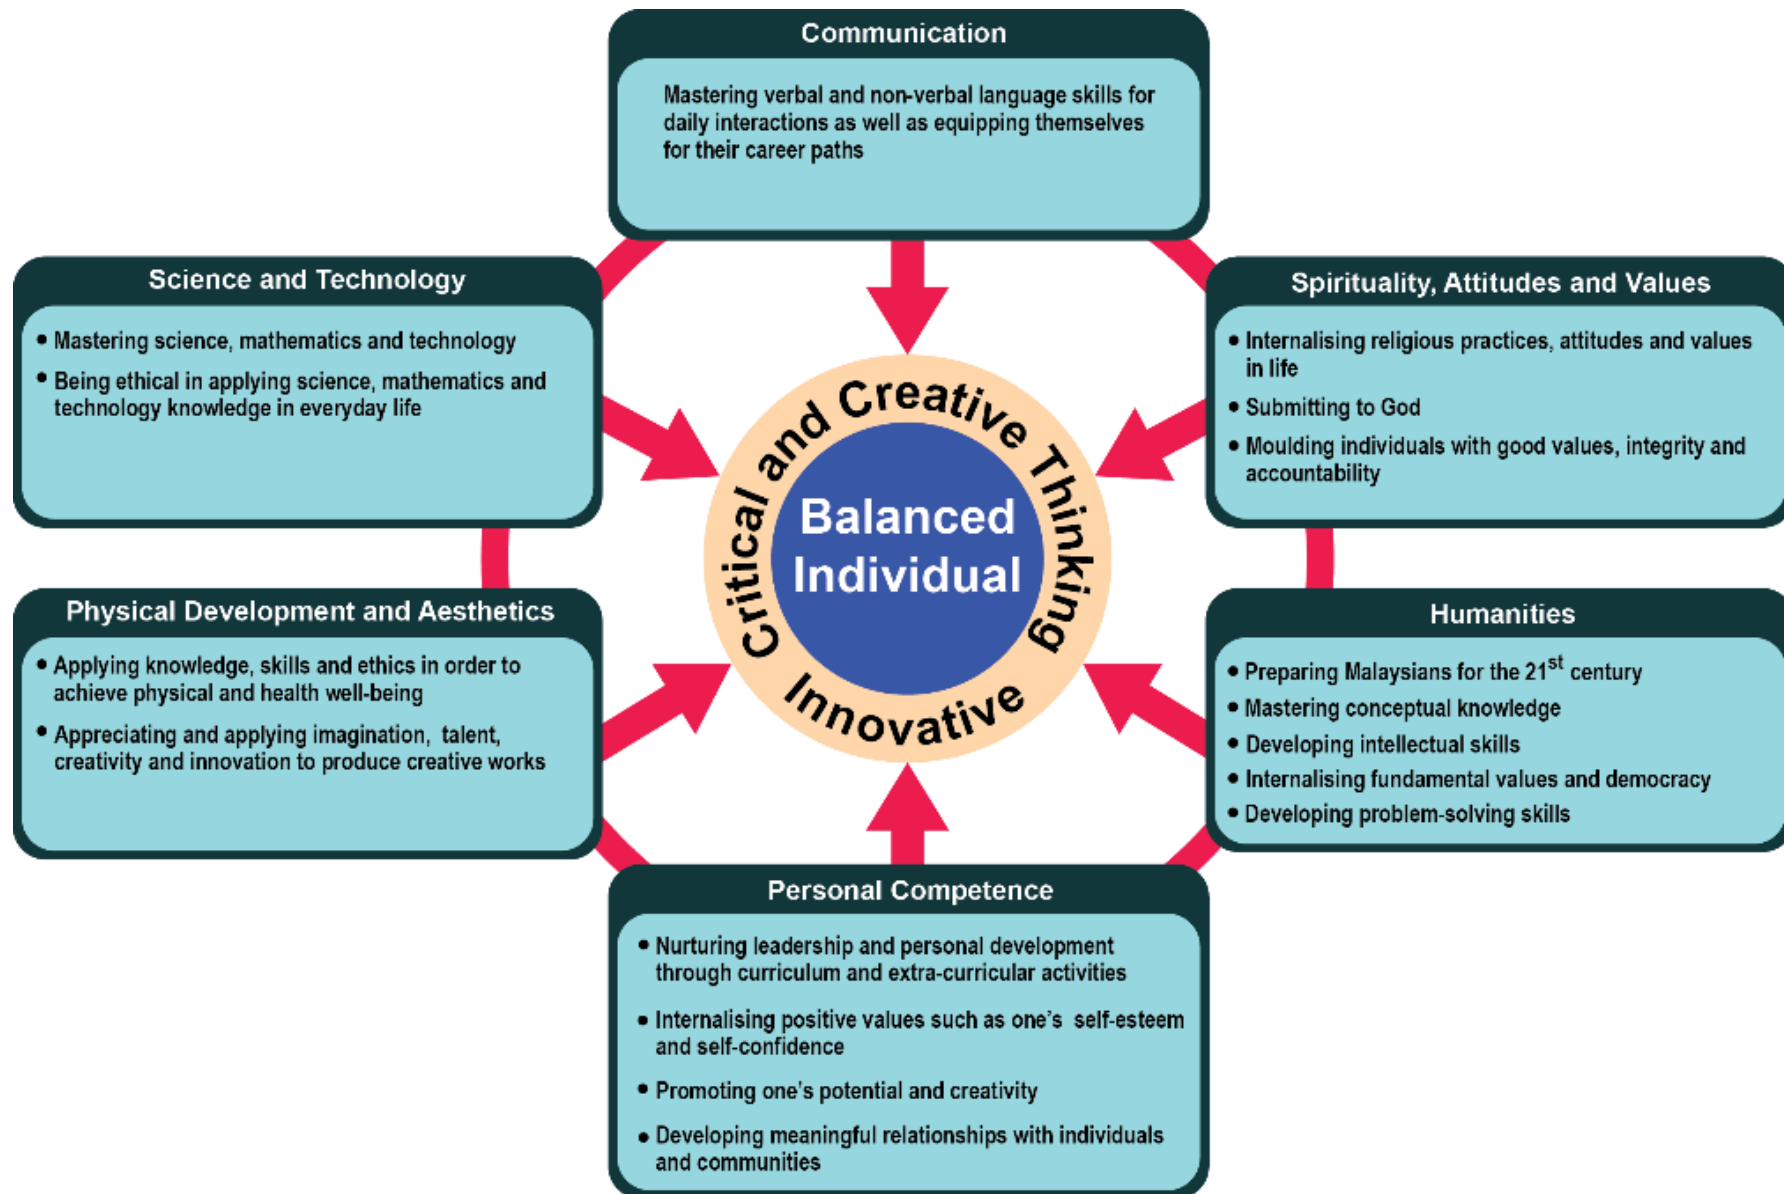 Communication
Mastering verbal and non-verbal language skills for
daily interactions as well as equipping themselves
for their career paths
Science and Technology
• Mastering science, mathematics and technology
• Being ethical in applying science, mathematics and
technology knowledge in everyday life
Spirituality, Attitudes and Values
• Internalising religious practices, attitudes and values
in life
• Submitting to God
• Moulding individuals with good values, integrity and
accountability
Critical and Creative Thinking
Innovative
Balanced
Individual
Physical Development and Aesthetics
• Applying knowledge, skills and ethics in order to
achieve physical and health well-being
• Appreciating and applying imagination, talent,
creativity and innovation to produce creative works
Humanities
• Preparing Malaysians for the 21st century
• Mastering conceptual knowledge
• Developing intellectual skills
• Internalising fundamental values and democracy
• Developing problem-solving skills
Personal Competence
• Nurturing leadership and personal development
through curriculum and extra-curricular activities
• Internalising positive values such as one's self-esteem
and self-confidence
• Promoting one's potential and creativity
• Developing meaningful relationships with individuals
and communities